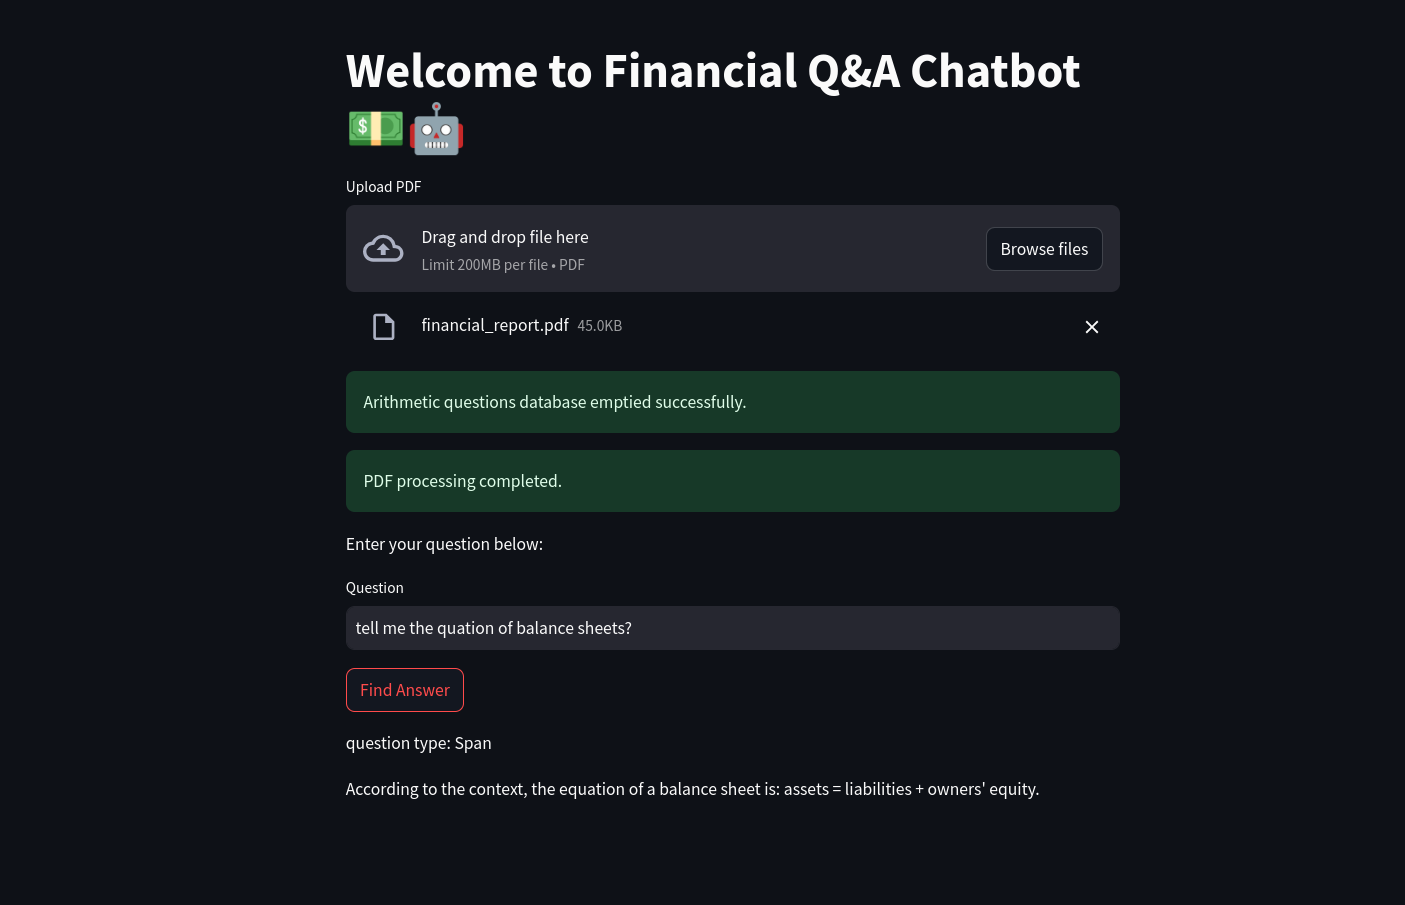 Welcome to Financial Q&A Chatbot
💵🤖
Upload PDF
Drag and drop file here
Limit 200MB per file • PDF
Browse files
financial_report.pdf 45.0KB
Arithmetic questions database emptied successfully.
PDF processing completed.
Enter your question below:
Question
tell me the quation of balance sheets?
Find Answer
question type: Span
According to the context, the equation of a balance sheet is: assets = liabilities + owners' equity.